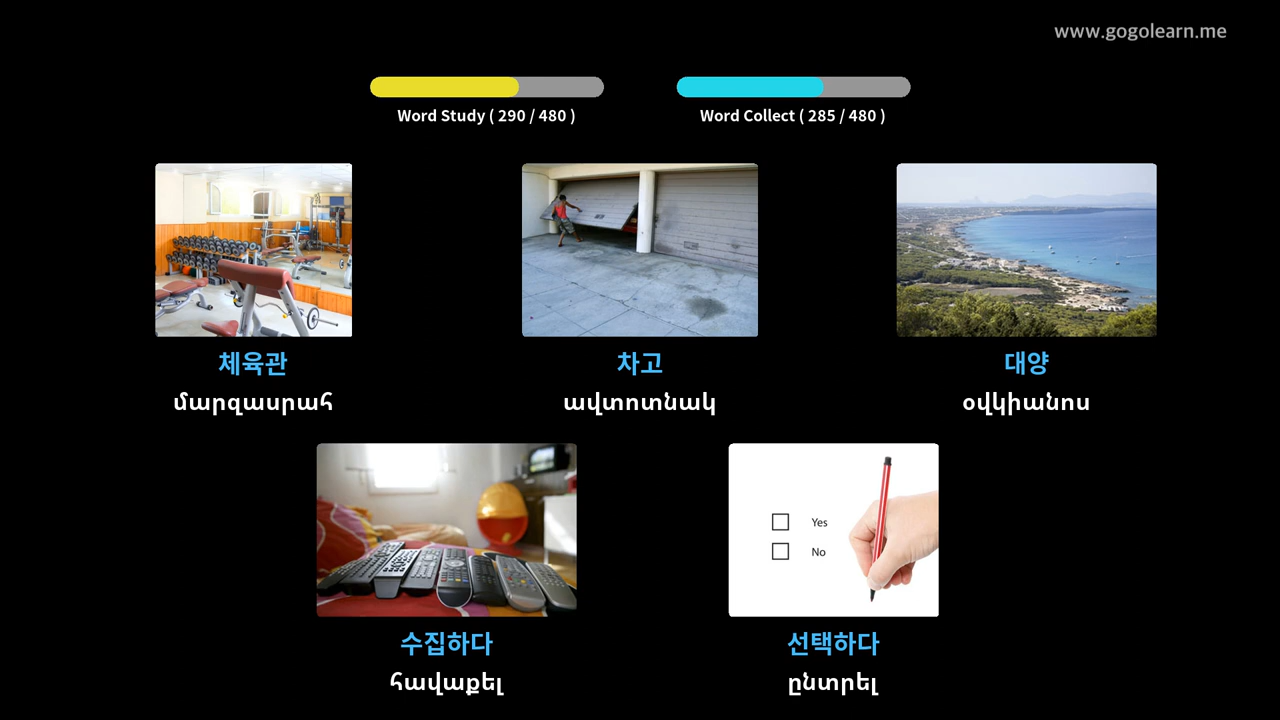 www.gogolearn.me
Word Study ( 290 / 480 )
Word Collect ( 285 / 480 )
체육관
մարզասրահ
차고
ավտոտնակ
대양
օվկիանոս
Yes
No
수집하다
հավաքել
선택하다
ընտրել